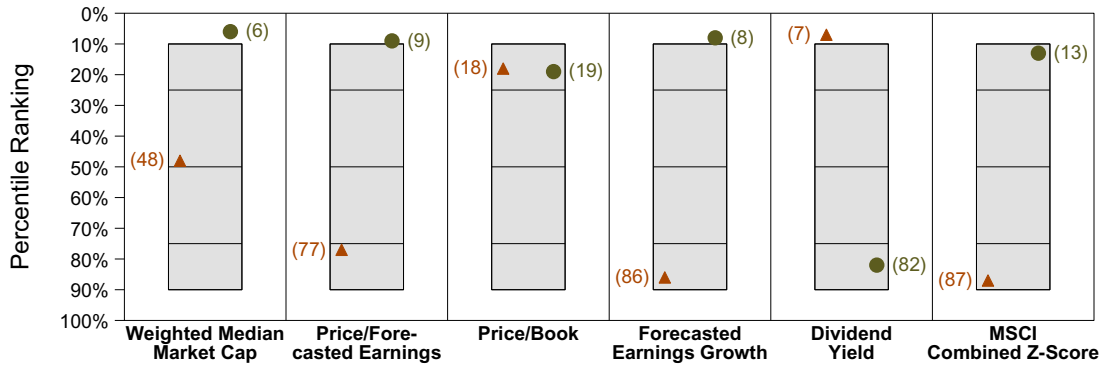 Percentile Ranking
0%
10%
20%
30%
40%
50%
60%
70%
80%
90%
100%
(48)
(6)
(77)
(9)
(18)
(19)
(86)
(8)
(7)
(82)
(87)
(13)
Weighted Median
Market Cap
Price/Fore-
casted Earnings
Price/Book
Forecasted
Earnings Growth
Dividend
Yield
MSCI
Combined Z-Score